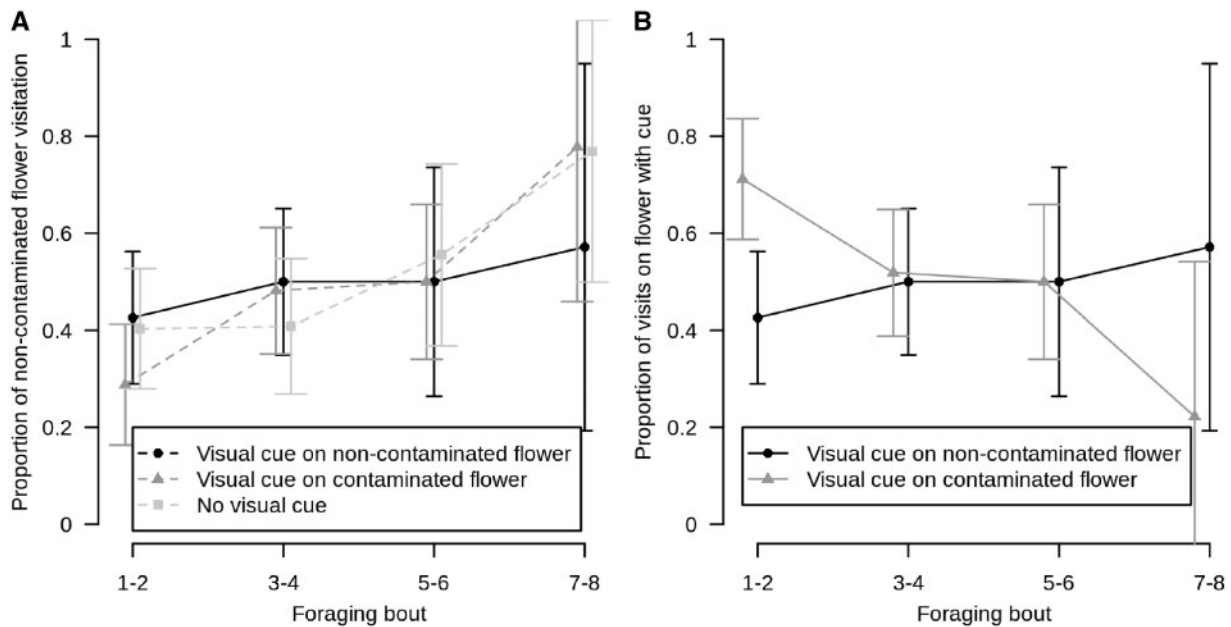 A
Proportion of non-contaminated flower visitation
1
0.8
0.6
0.4
0.2
0
Visual cue on non-contaminated flower
Visual cue on contaminated flower
No visual cue
1-2
3-4
5-6
7-8
Foraging bout
B
Proportion of visits on flower with cue
1
0.8
0.6
0.4
0.2
0
Visual cue on non-contaminated flower
Visual cue on contaminated flower
1-2
3-4
5-6
7-8
Foraging bout